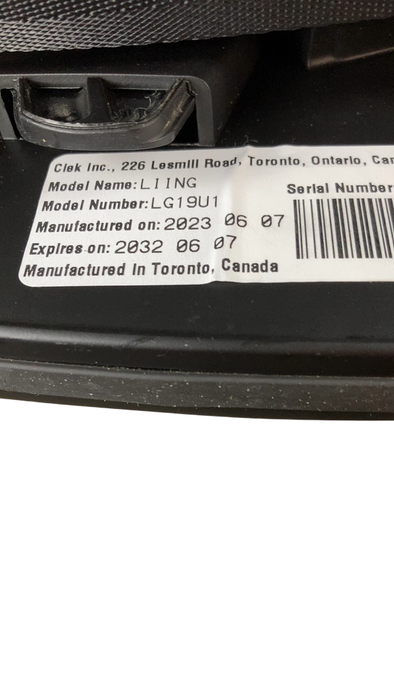 Clek Inc., 226 Lesmill Road, Toronto, Ontario, Can
Model Name:LIING
Serial Number
Model Number:LG19U1
Manufactured on:2023 06 07
Expires on: 2032 06 07
Manufactured in Toronto, Canada